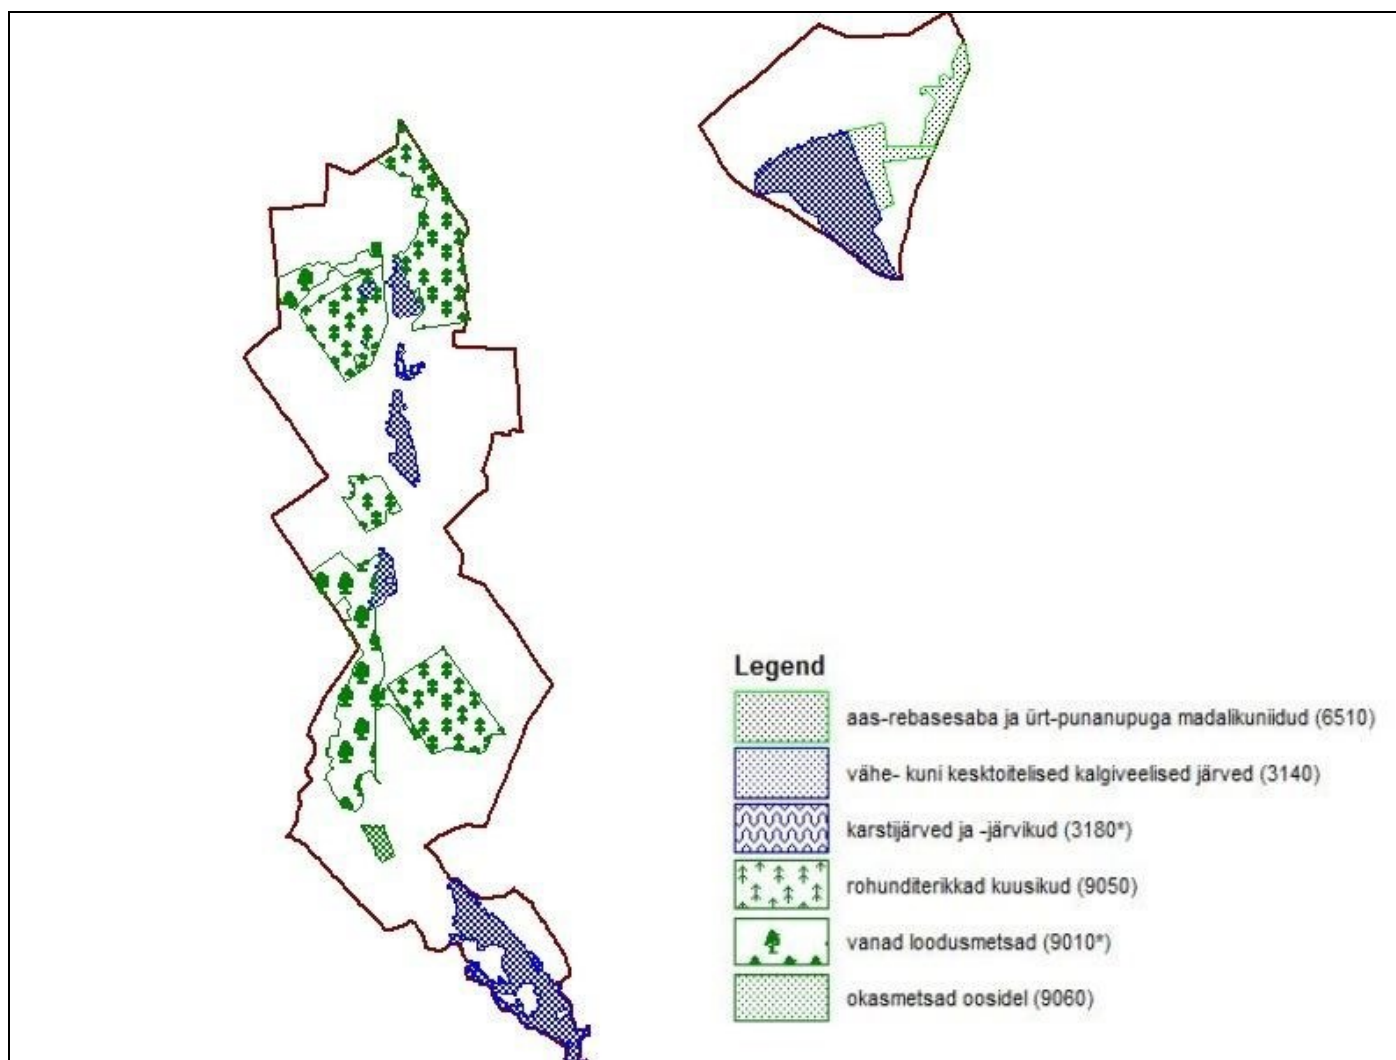 Legend
aas-rebasesaba ja ürt-punanupuga madalikuniidud (6510)
vähe- kuni kesktoitelised kalgiveelised järved (3140)
karstijärved ja -järvikud (3180*)
rohunditerikkad kuusikud (9050)
vanad loodusmetsad (9010*)
okasmetsad oosidel (9060)